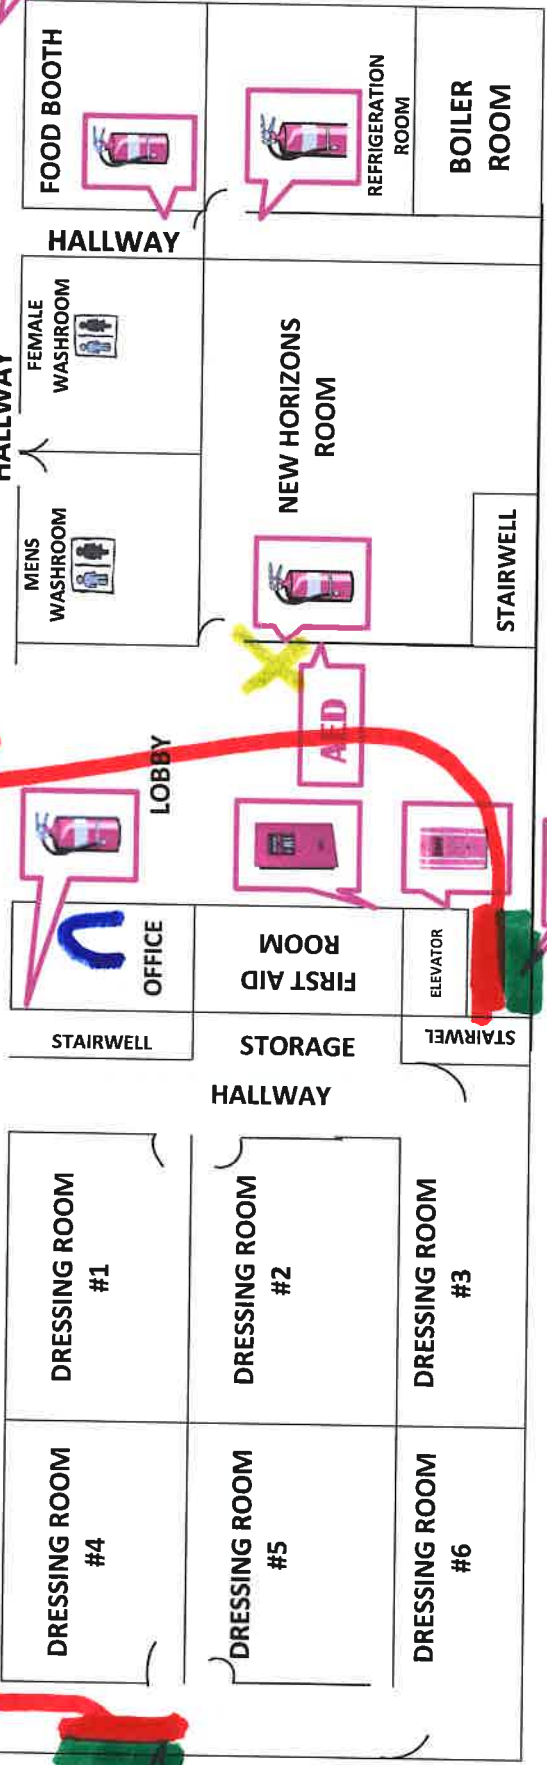 FOOD BOOTH
REFRIGERATION
ROOM
BOILER
ROOM
HALLWAY
HALLWAY
FEMALE
WASHROOM
MENS
WASHROOM
NEW HORIZONS
ROOM
STAIRWELL
AED
LOBBY
OFFICE
FIRST AID
ROOM
ELEVATOR
STAIRWELL
STORAGE
STAIRWEL
HALLWAY
DRESSING ROOM
#1
DRESSING ROOM
#2
DRESSING ROOM
#3
DRESSING ROOM
#4
DRESSING ROOM
#5
DRESSING ROOM
#6